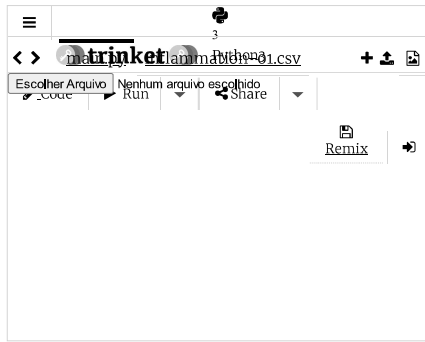 3
trinket Python3
main.py inflammation-01.csv
Escolher Arquivo Nenhum arquivo escolhido
Code Run Share
Remix